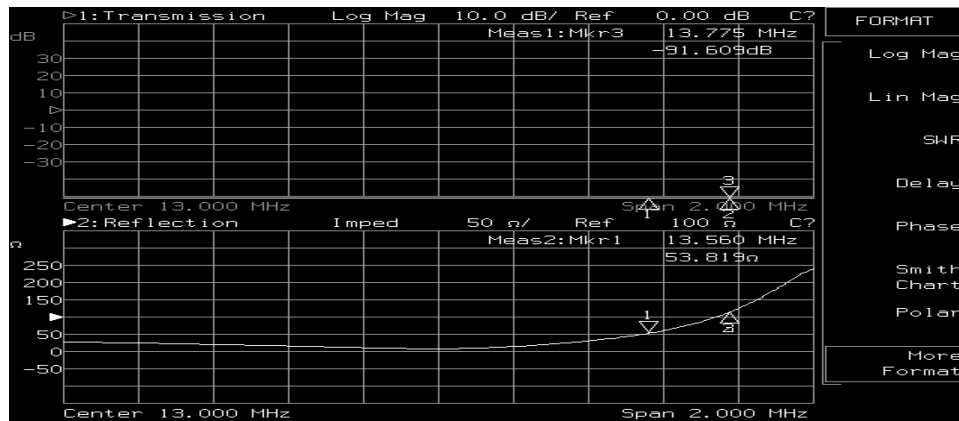 ▷1:Transmission Log Mag 10.0 dB/ Ref 0.00 dB C?
dB Meas1:Mkr3 13.775 MHz
-91.609dB
30
20
10
▷
-10
-20
-30
3
Center 13.000 MHz Span 2.000 MHz
1 2
►2:Reflection Imped 50 Ω/ Ref 100 Ω C?
Ω Meas2:Mkr1 13.560 MHz
53.819Ω
250
200
150
►
50
0
-50
1
3
Center 13.000 MHz Span 2.000 MHz
FORMAT
Log Mag
Lin Mag
SWR
Delay
Phase
Smith
Chart
Polar
More
Format